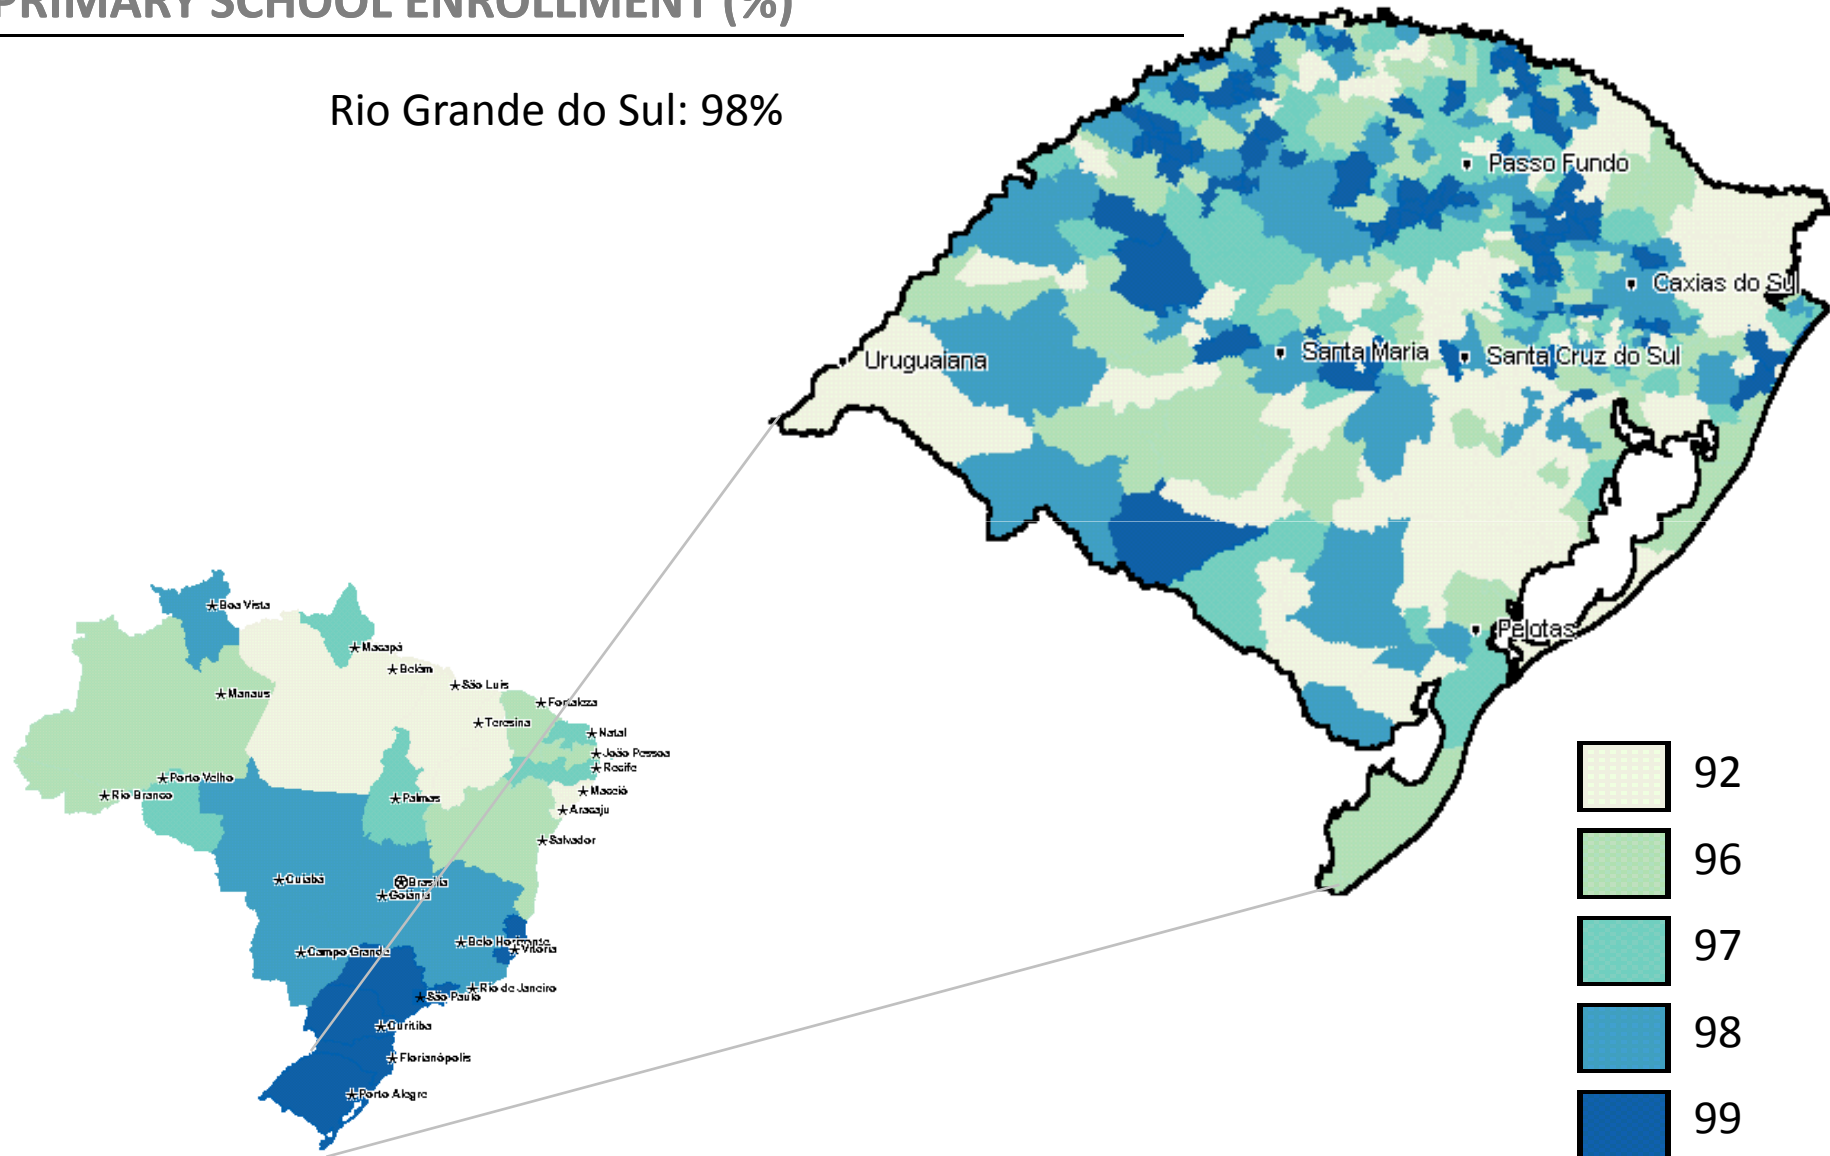 PRIMARY SCHOOL ENROLLMENT (%)
Rio Grande do Sul: 98%
Passo Fundo
Caxias do Sul
Uruguaiana
Santa Maria
Santa Cruz do Sul
Pelotas
Boa Vista
Macapá
Belém
São Luis
Manaus
Fortaleza
Teresina
Natal
João Pessoa
Recife
Porto Velho
Maceió
Rio Branco
Palmas
Aracaju
Salvador
Cuiabá
Brasília
Goiania
Belo Horizonte
Vitória
Campo Grande
Rio de Janeiro
São Paulo
Curitiba
Florianópolis
Porto Alegre
92
96
97
98
99